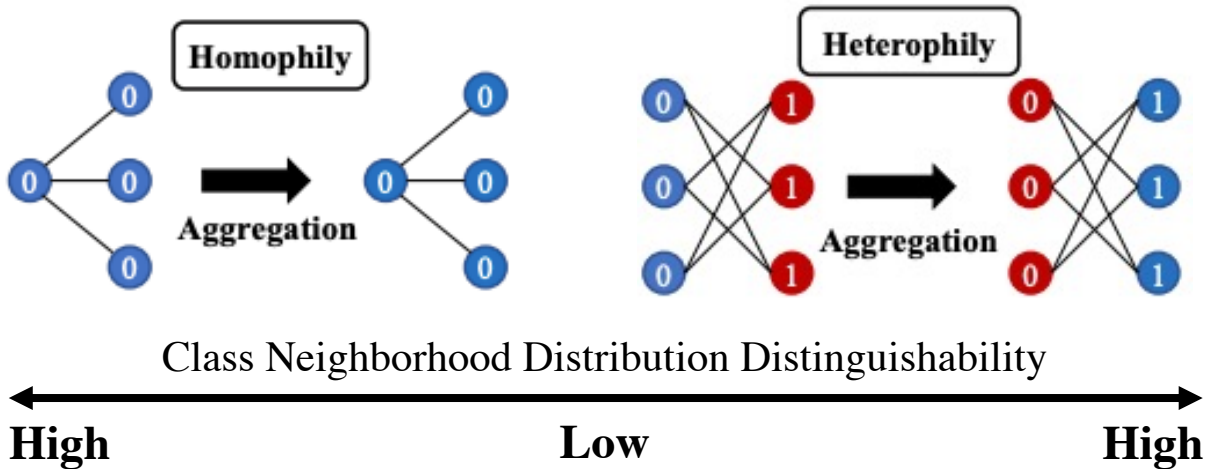 Homophily
Heterophily
0 0 0 1 0 1
0 0 0 0 0 1 0 1
Aggregation
Aggregation
0 0 0 1 0 1
Class Neighborhood Distribution Distinguishability
High Low High